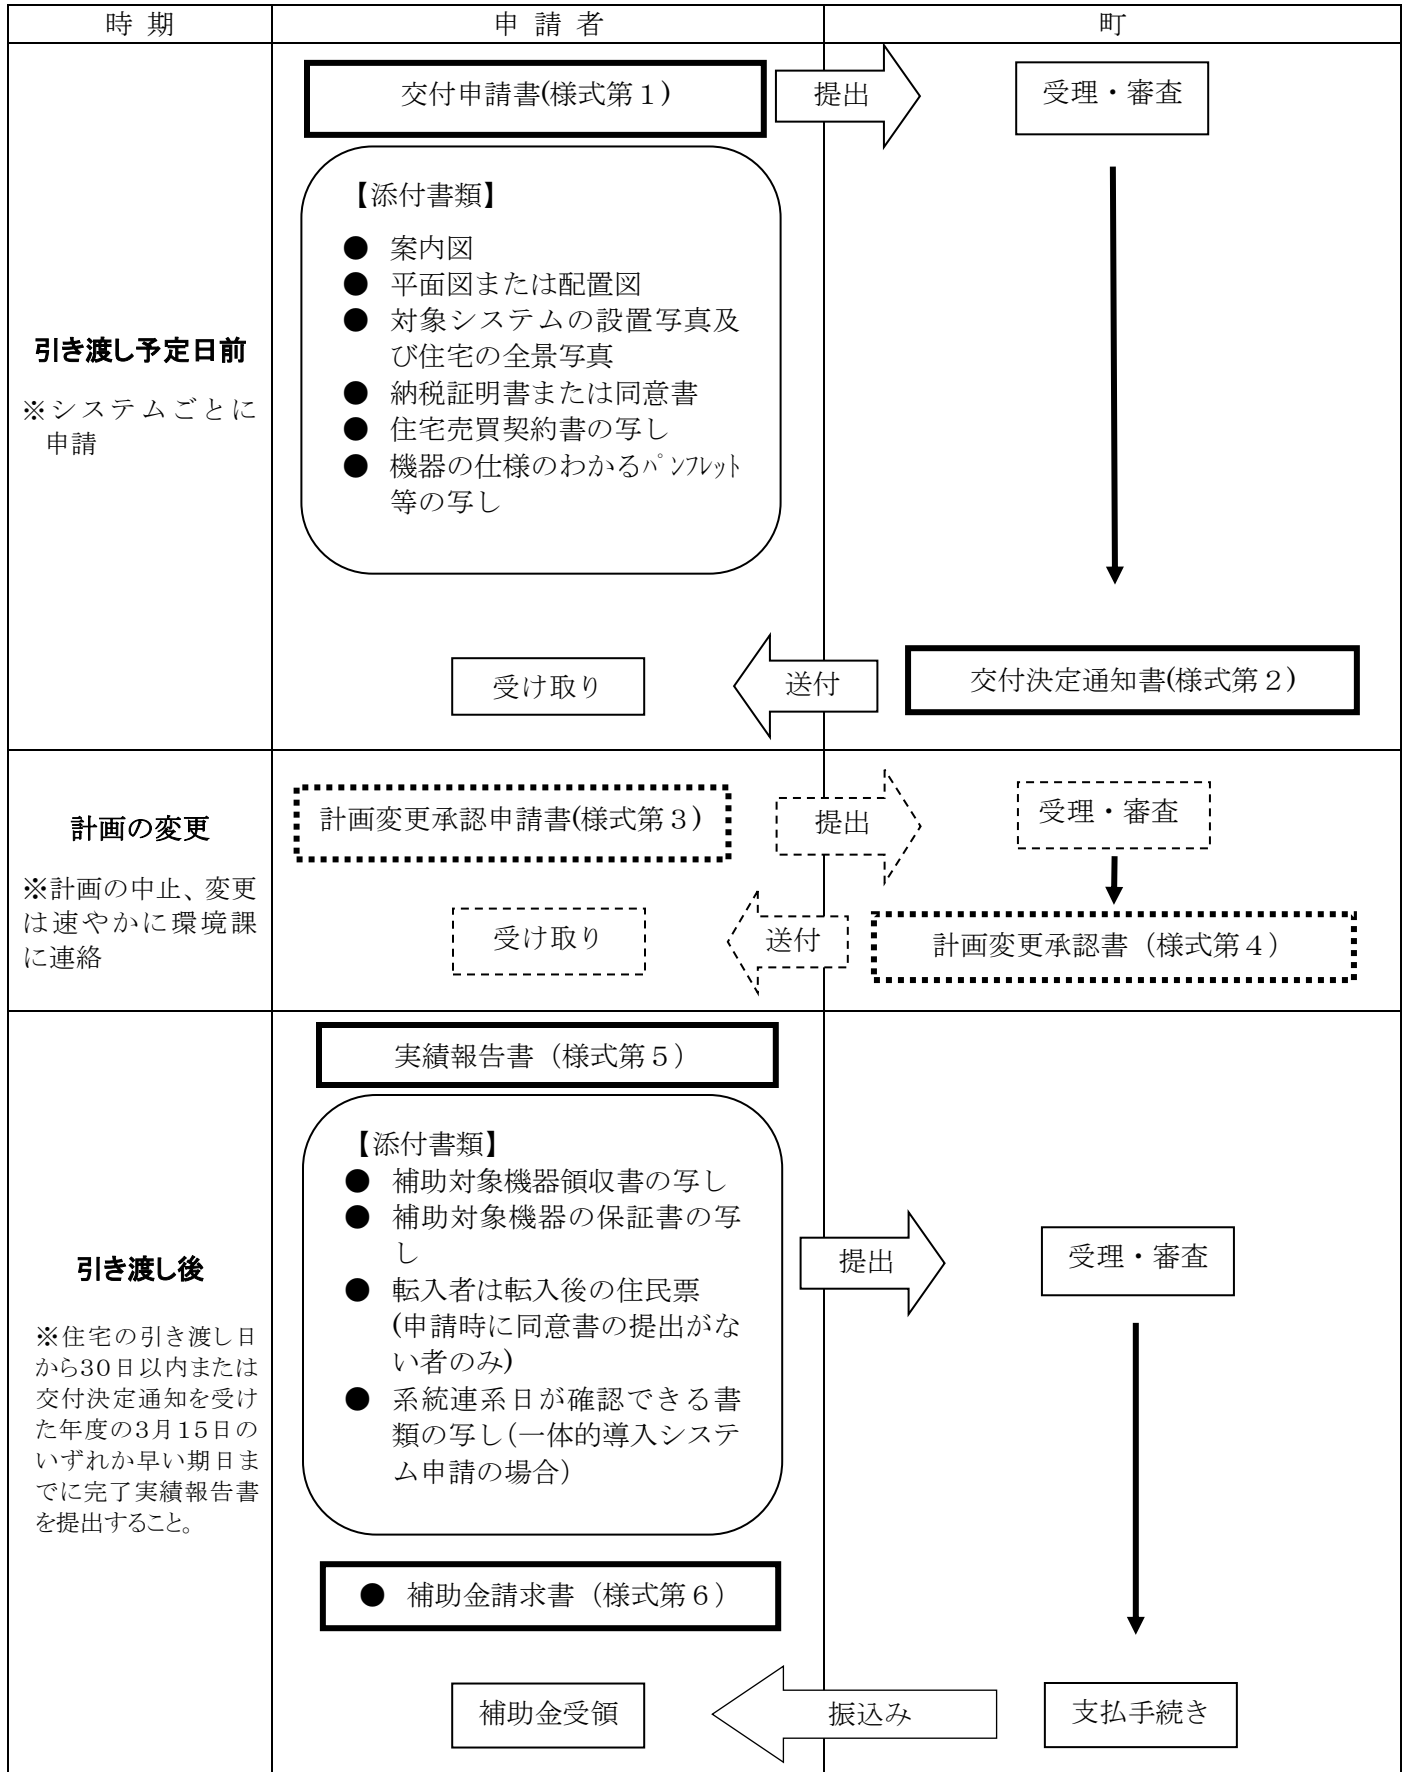 時 期
申 請 者
町
引き渡し予定日前
※システムごとに
申請
交付申請書(様式第１)
提出
受理・審査
【添付書類】
● 案内図
● 平面図または配置図
● 対象システムの設置写真及
び住宅の全景写真
● 納税証明書または同意書
● 住宅売買契約書の写し
● 機器の仕様のわかるﾊﾟﾝﾌﾚｯﾄ
等の写し
受け取り
送付
交付決定通知書(様式第２)
計画の変更
※計画の中止、変更
は速やかに環境課
に連絡
計画変更承認申請書(様式第３)
提出
受理・審査
受け取り
送付
計画変更承認書（様式第４）
引き渡し後
※住宅の引き渡し日
から30日以内または
交付決定通知を受け
た年度の3月15日の
いずれか早い期日ま
でに完了実績報告書
を提出すること。
実績報告書（様式第５）
【添付書類】
● 補助対象機器領収書の写し
● 補助対象機器の保証書の写
し
● 転入者は転入後の住民票
(申請時に同意書の提出がな
い者のみ)
● 系統連系日が確認できる書
類の写し（一体的導入システ
ム申請の場合）
提出
受理・審査
● 補助金請求書（様式第６）
補助金受領
振込み
支払手続き